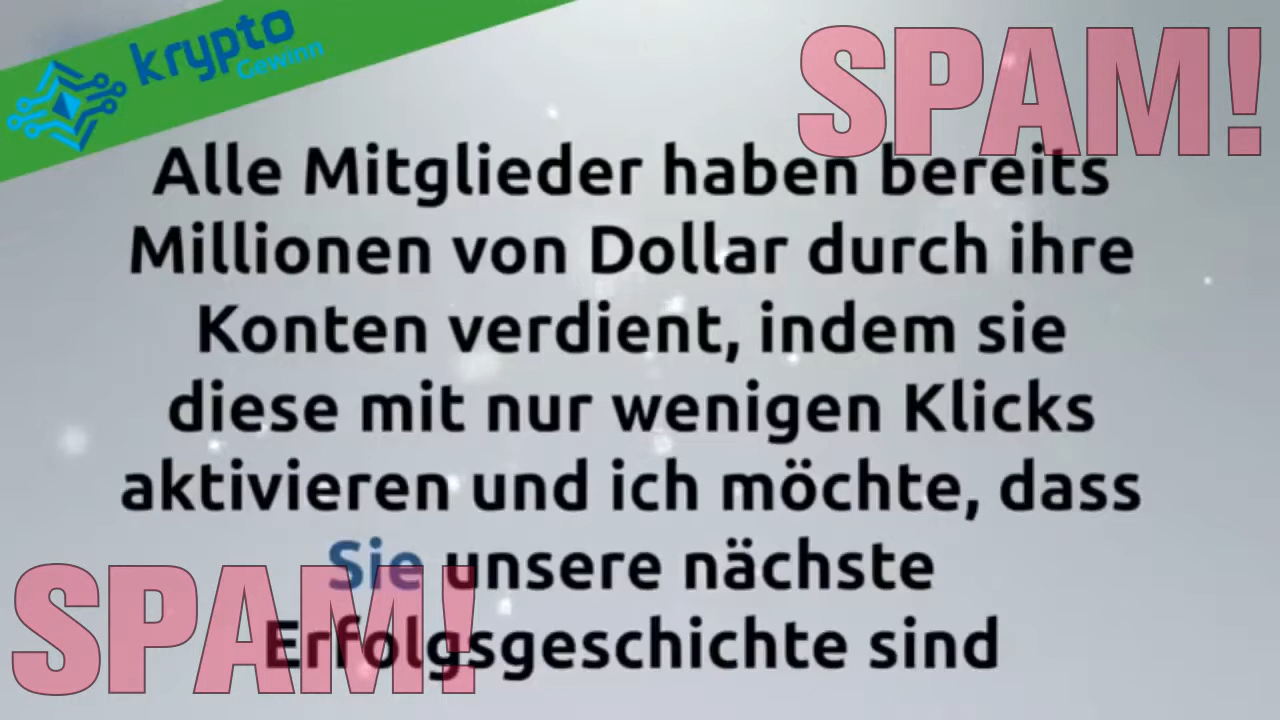 krypto
Gewinn
SPAM!
Alle Mitglieder haben bereits
Millionen von Dollar durch ihre
Konten verdient, indem sie
diese mit nur wenigen Klicks
aktivieren und ich möchte, dass
Sie unsere nächste
Erfolgsgeschichte sind
SPAM!